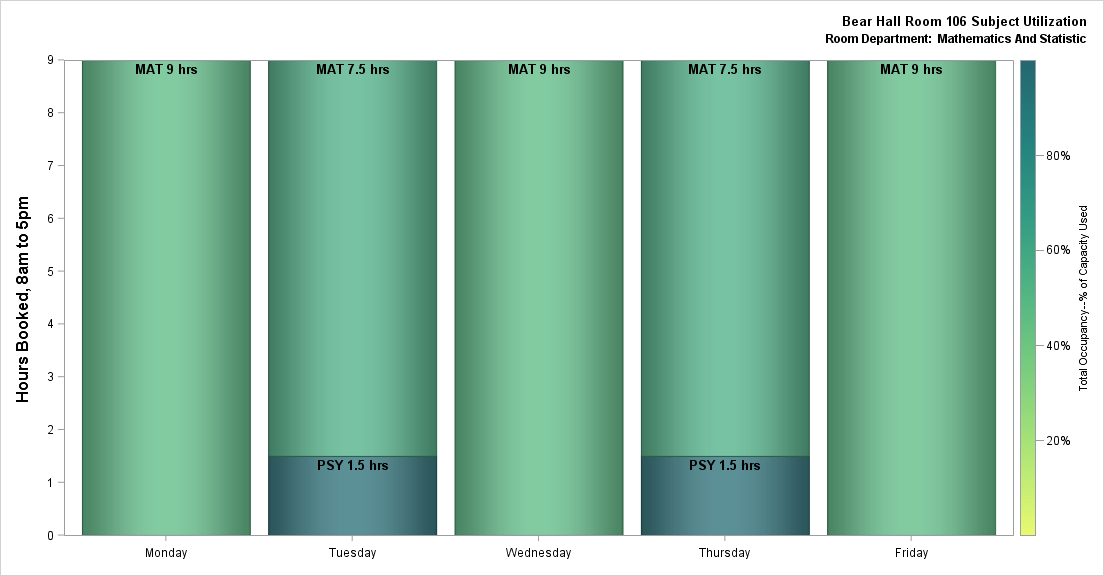 Bear Hall Room 106 Subject Utilization
Room Department: Mathematics And Statistic
Hours Booked, 8am to 5pm
9
8
7
6
5
4
3
2
1
0
MAT 9 hrs
MAT 7.5 hrs
MAT 9 hrs
MAT 7.5 hrs
MAT 9 hrs
PSY 1.5 hrs
PSY 1.5 hrs
Monday
Tuesday
Wednesday
Thursday
Friday
80%
60%
40%
20%
Total Occupancy--% of Capacity Used